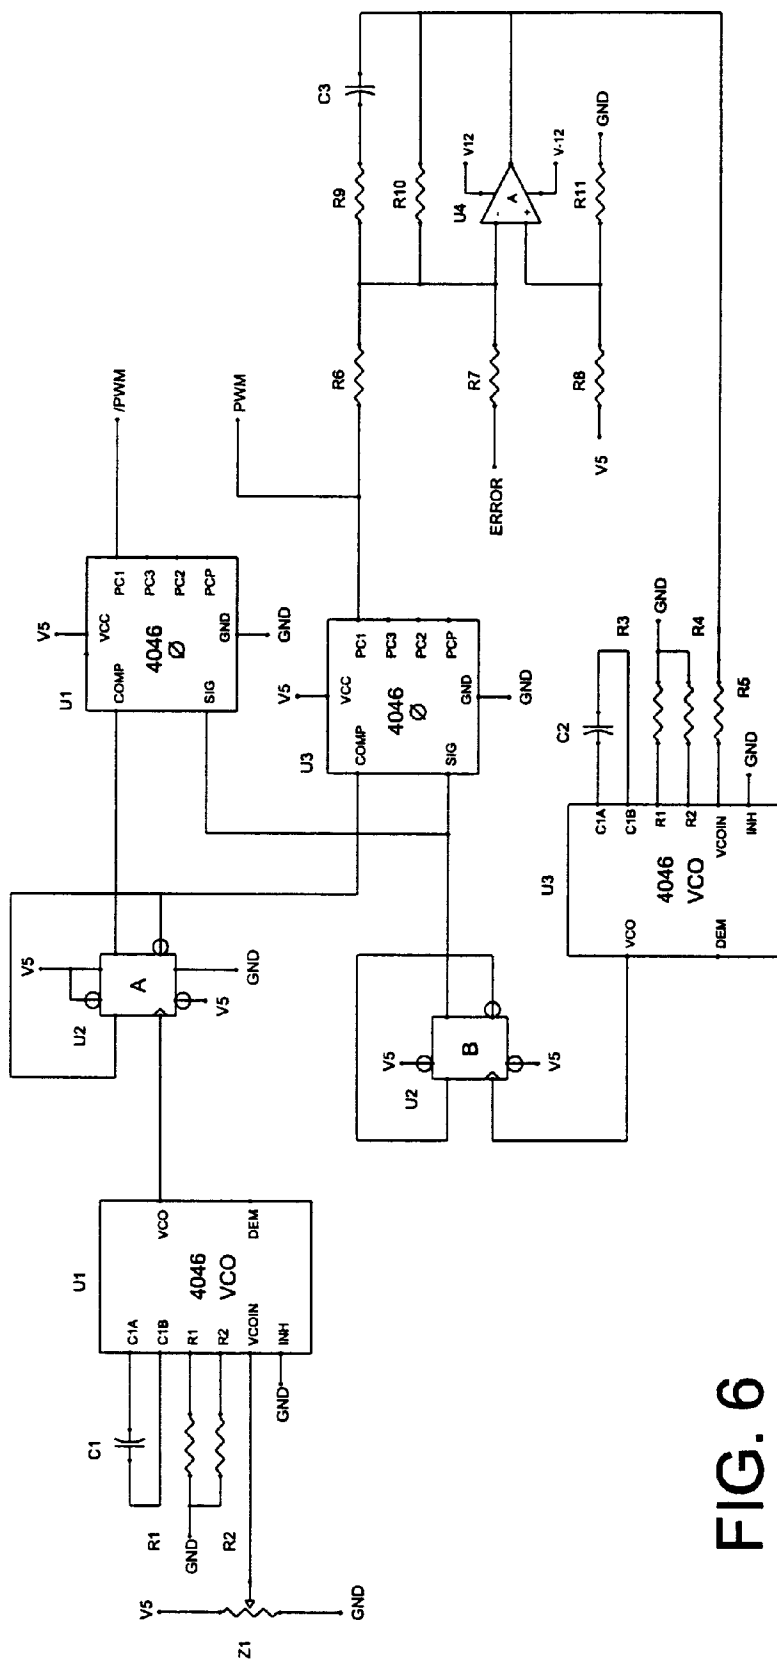 V5
Z1
GND
R1
GND
R2
C1
U1
C1A
C1B
R1
R2
VCOIN
INH
GND
4046
VCO
VCO
DEM
U2
V5
A
V5
GND
U1
V5
COMP
VCC
PC1
PC3
PC2
PCP
SIG
GND
4046
Ø
GND
/PWM
PWM
U2
V5
B
V5
U3
V5
COMP
VCC
PC1
PC3
PC2
PCP
SIG
GND
4046
Ø
GND
U3
VCO
DEM
4046
VCO
C1A
C1B
R1
R2
VCOIN
INH
GND
C2
R3
GND
R4
R5
R6
ERROR
R7
V5
R8
R9
C3
R10
U4
V12
-
A
+
V-12
R11
GND
FIG. 6